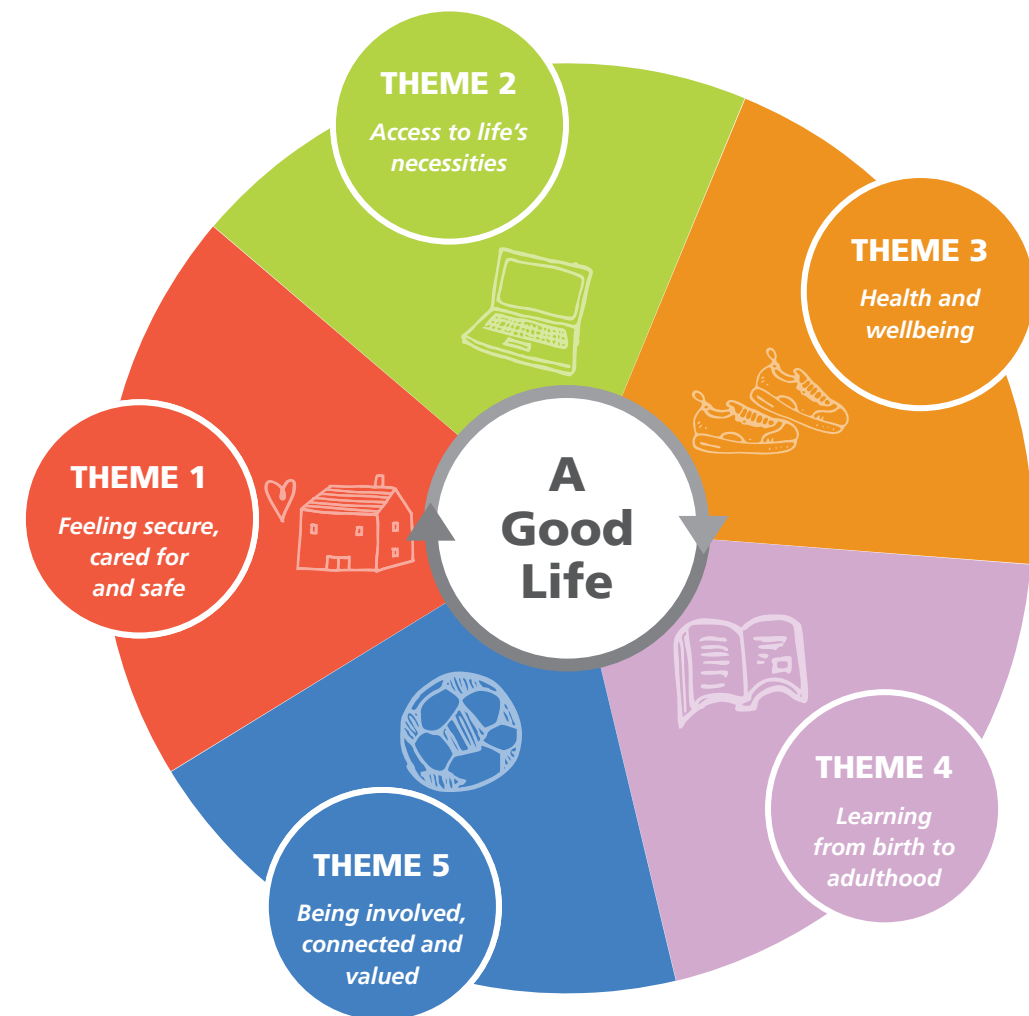 THEME 2
Access to life's
necessities
THEME 3
Health and
wellbeing
THEME 1
Feeling secure,
cared for
and safe
A
Good
Life
THEME 4
Learning
from birth to
adulthood
THEME 5
Being involved,
connected and
valued